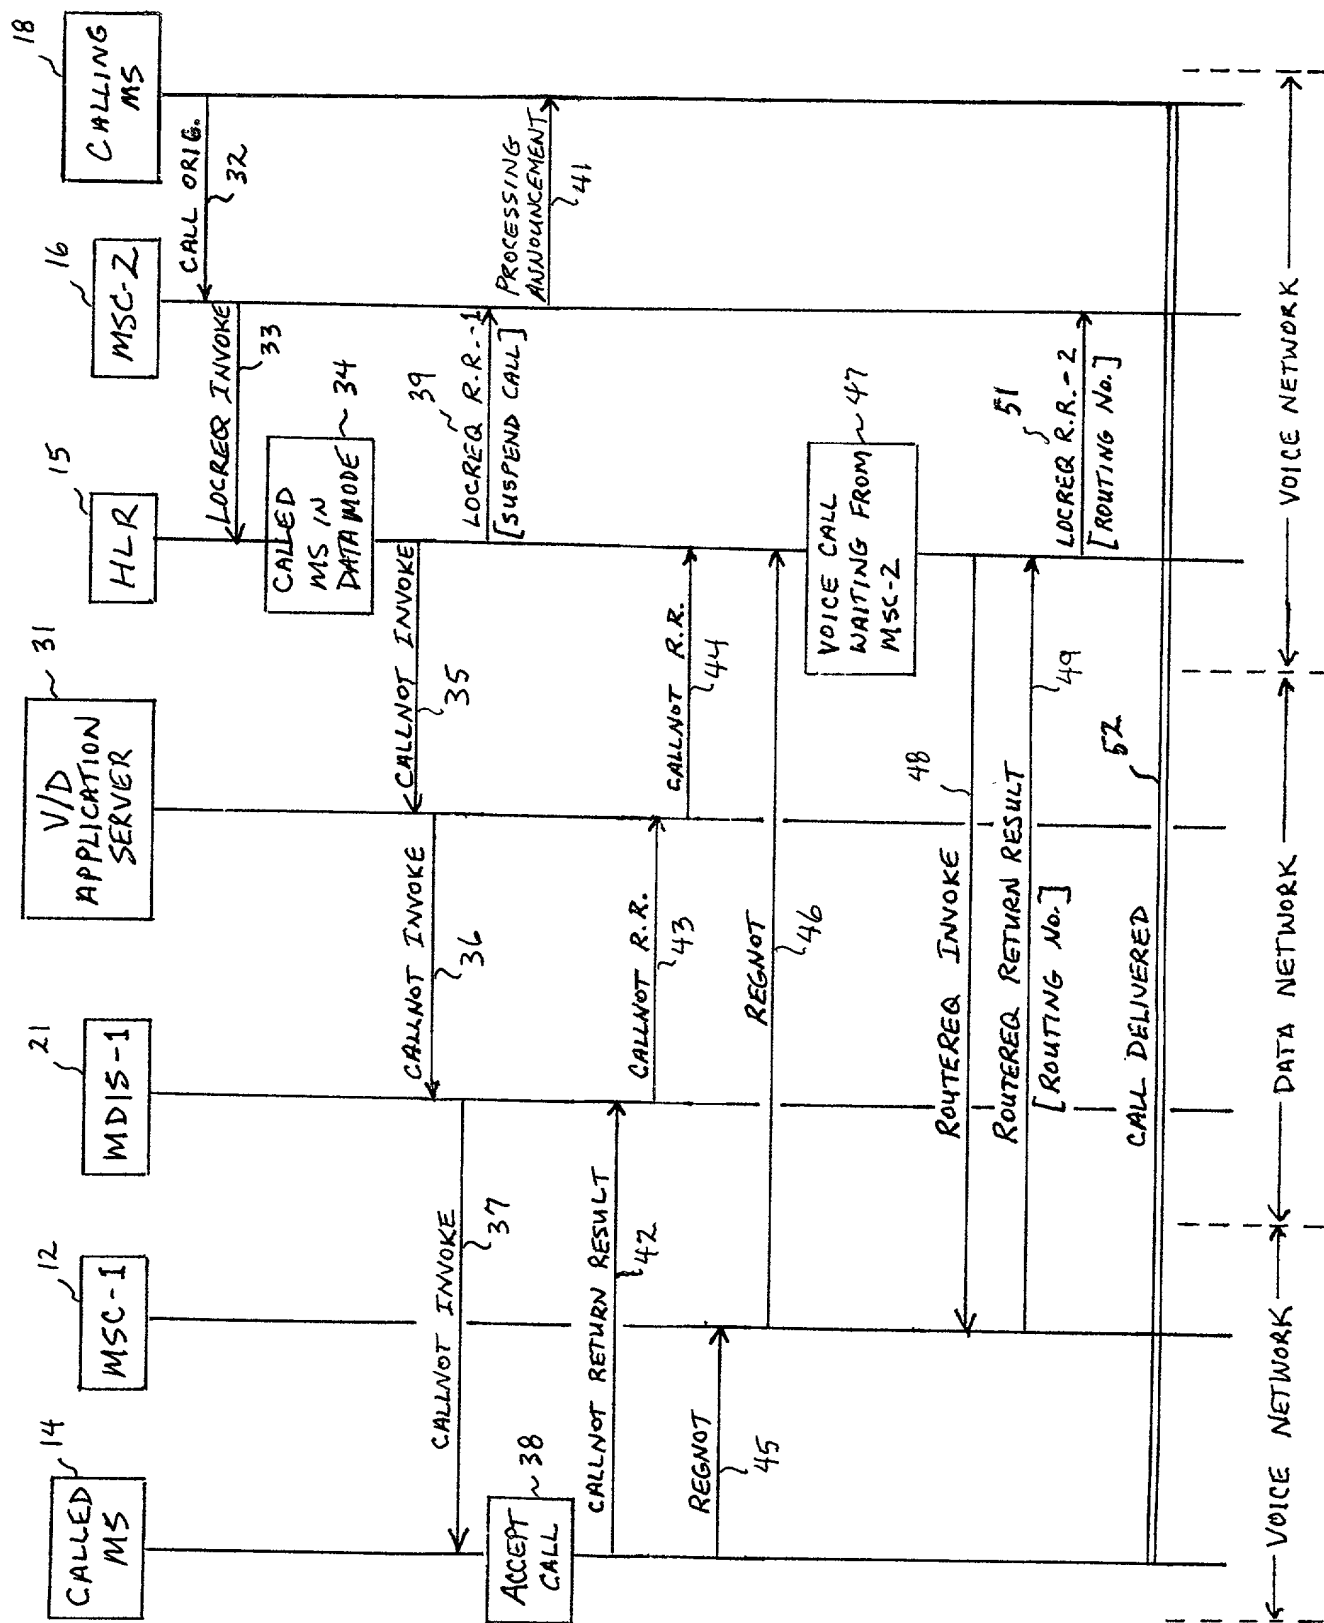 CALLED
MS
14
MSC-1
12
MDIS-1
21
V/D
APPLICATION
SERVER
31
HLR
15
MSC-2
16
CALLING
MS
18
CALL ORIG.
32
LOCREQ INVOKE
33
CALLED
MS IN
DATA MODE
34
CALLNOT INVOKE
35
CALLNOT INVOKE
36
CALLNOT INVOKE
37
ACCEPT
CALL
38
LOCREQ R.R.-1
[SUSPEND CALL]
39
PROCESSING
ANNOUNCEMENT
41
CALLNOT RETURN RESULT
42
CALLNOT R.R.
43
CALLNOT R.R.
44
REGNOT
45
REGNOT
46
VOICE CALL
WAITING FROM
MSC-2
47
ROUTEREQ INVOKE
48
ROUTEREQ RETURN RESULT
[ROUTING No.]
49
LOCREQ R.R.-2
[ROUTING No.]
51
CALL DELIVERED
52
VOICE NETWORK
DATA NETWORK
VOICE NETWORK